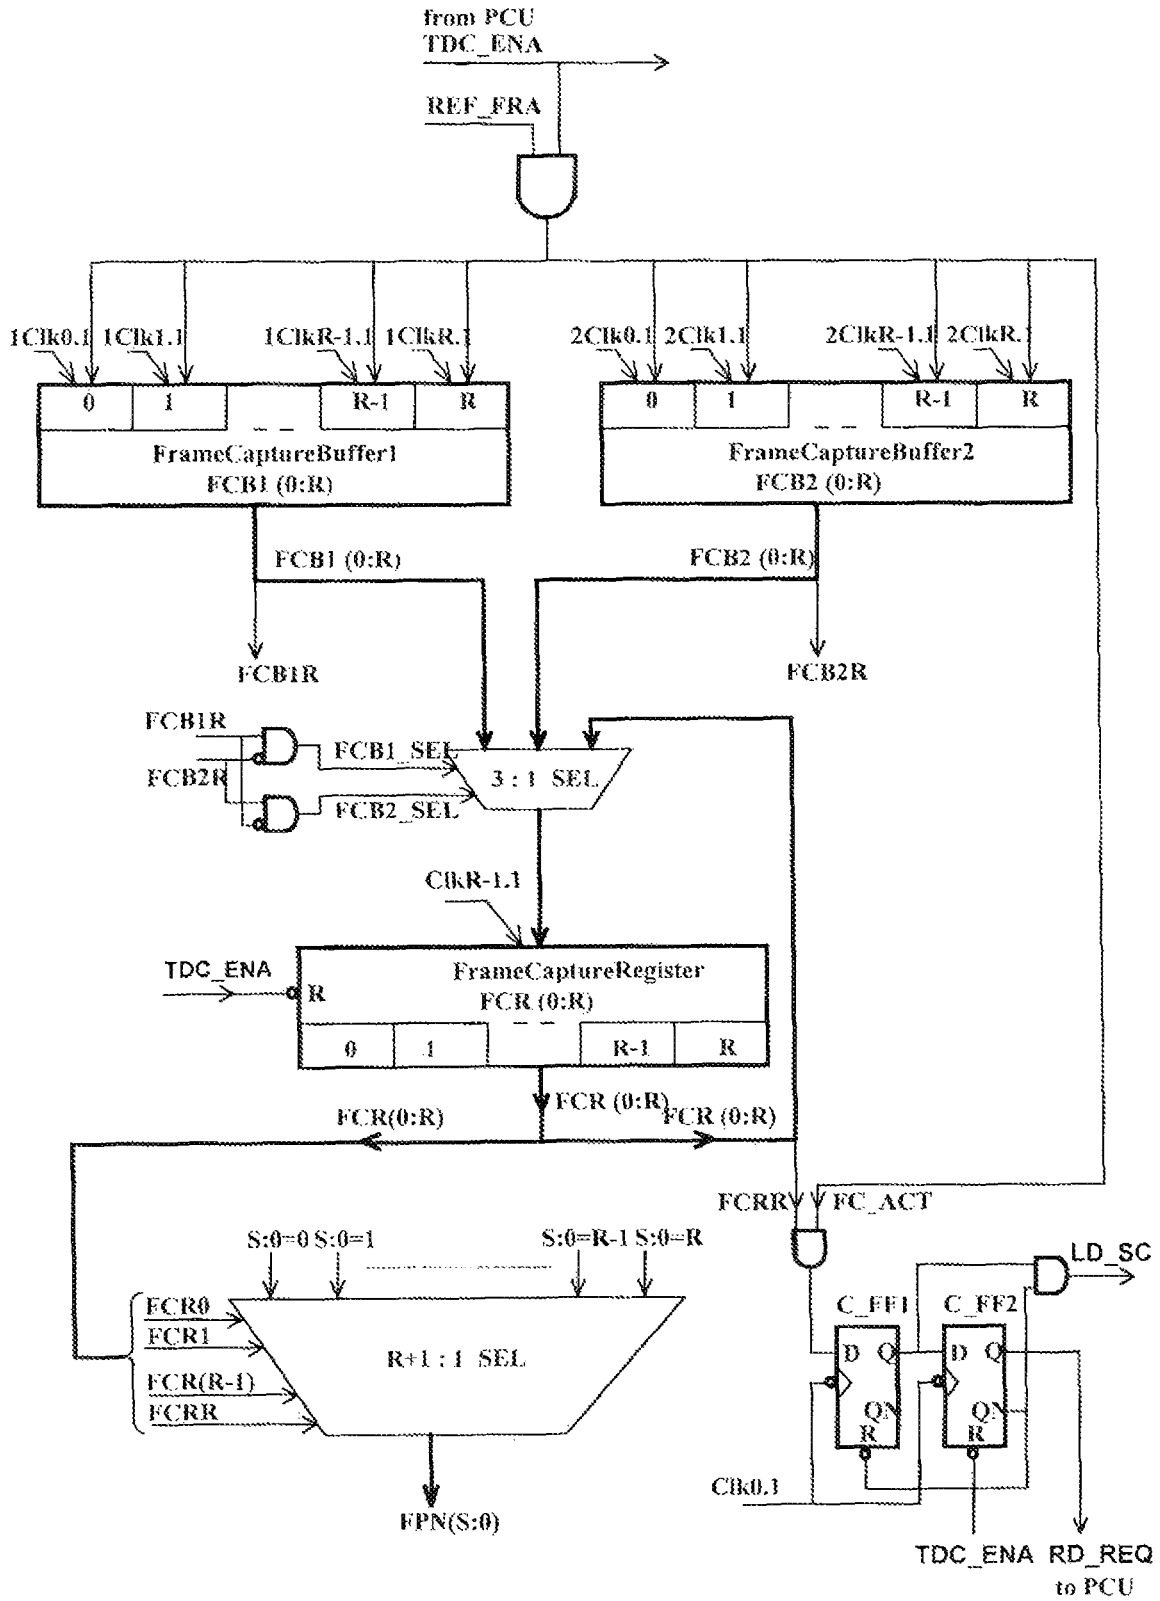 from PCU
TDC_ENA
REF_FRA
1Clk0.1 1Clk1.1 1ClkR-1.1 1ClkR.1 2Clk0.1 2Clk1.1 2ClkR-1.1 2ClkR.1
0 1 R-1 R 0 1 R-1 R
FrameCaptureBuffer1 FrameCaptureBuffer2
FCB1 (0:R) FCB2 (0:R)
FCB1 (0:R) FCB2 (0:R)
FCB1R FCB2R
FCB1R
FCB1_SEL
FCB2R
3 : 1 SEL
FCB2_SEL
ClkR-1.1
TDC_ENA
FrameCaptureRegister
R
FCR (0:R)
0 1 R-1 R
FCR (0:R)
FCR(0:R) FCR (0:R)
FCRR FC_ACT
S:0=0 S:0=1 S:0=R-1 S:0=R
LD_SC
FCR0
C_FF1 C_FF2
FCR1
R+1 : 1 SEL
D Q D Q
FCR(R-1)
FCRR
QN QN
R R
Clk0.1
FPN(S:0)
TDC_ENA RD_REQ
to PCU